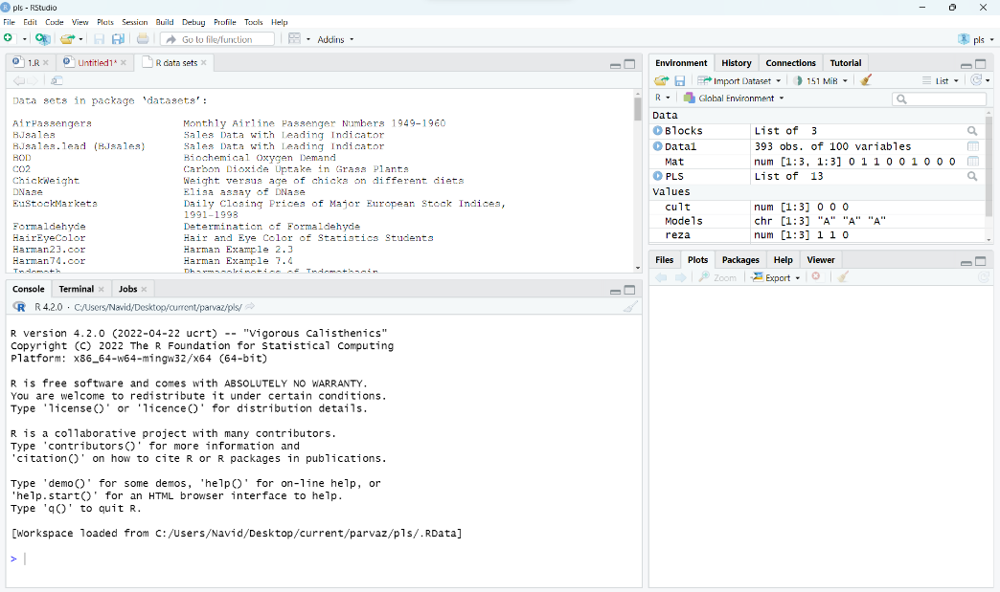 pls - RStudio
File Edit Code View Plots Session Build Debug Profile Tools Help
Go to file/function Addins pls
1.R Untitled1* R data sets
Data sets in package ‘datasets’:
AirPassengers Monthly Airline Passenger Numbers 1949-1960
BJsales Sales Data with Leading Indicator
BJsales.lead (BJsales) Sales Data with Leading Indicator
BOD Biochemical Oxygen Demand
CO2 Carbon Dioxide Uptake in Grass Plants
ChickWeight Weight versus age of chicks on different diets
DNase Elisa assay of DNase
EuStockMarkets Daily Closing Prices of Major European Stock Indices,
1991-1998
Formaldehyde Determination of Formaldehyde
HairEyeColor Hair and Eye Color of Statistics Students
Harman23.cor Harman Example 2.3
Harman74.cor Harman Example 7.4
Indometh Pharmacokinetics of Indomethacin
Console Terminal Jobs
R 4.2.0 · C:/Users/Navid/Desktop/current/parvaz/pls/
R version 4.2.0 (2022-04-22 ucrt) -- "Vigorous Calisthenics"
Copyright (C) 2022 The R Foundation for Statistical Computing
Platform: x86_64-w64-mingw32/x64 (64-bit)
R is free software and comes with ABSOLUTELY NO WARRANTY.
You are welcome to redistribute it under certain conditions.
Type 'license()' or 'licence()' for distribution details.
R is a collaborative project with many contributors.
Type 'contributors()' for more information and
'citation()' on how to cite R or R packages in publications.
Type 'demo()' for some demos, 'help()' for on-line help, or
'help.start()' for an HTML browser interface to help.
Type 'q()' to quit R.
[Workspace loaded from C:/Users/Navid/Desktop/current/parvaz/pls/.RData]
>
Environment History Connections Tutorial
Import Dataset 151 MiB List
R Global Environment
Data
Blocks List of 3
Data1 393 obs. of 100 variables
Mat num [1:3, 1:3] 0 1 1 0 0 1 0 0 0
PLS List of 13
Values
cult num [1:3] 0 0 0
Models chr [1:3] "A" "A" "A"
reza num [1:3] 1 1 0
Files Plots Packages Help Viewer
Zoom Export